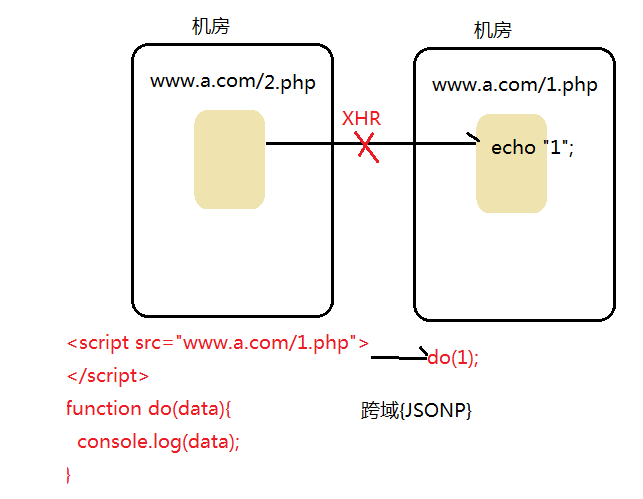 机房
机房
www.a.com/2.php
www.a.com/1.php
XHR
echo "1";
<script src="www.a.com/1.php">
do(1);
</script>
function do(data){
跨域{JSONP}
console.log(data);
}